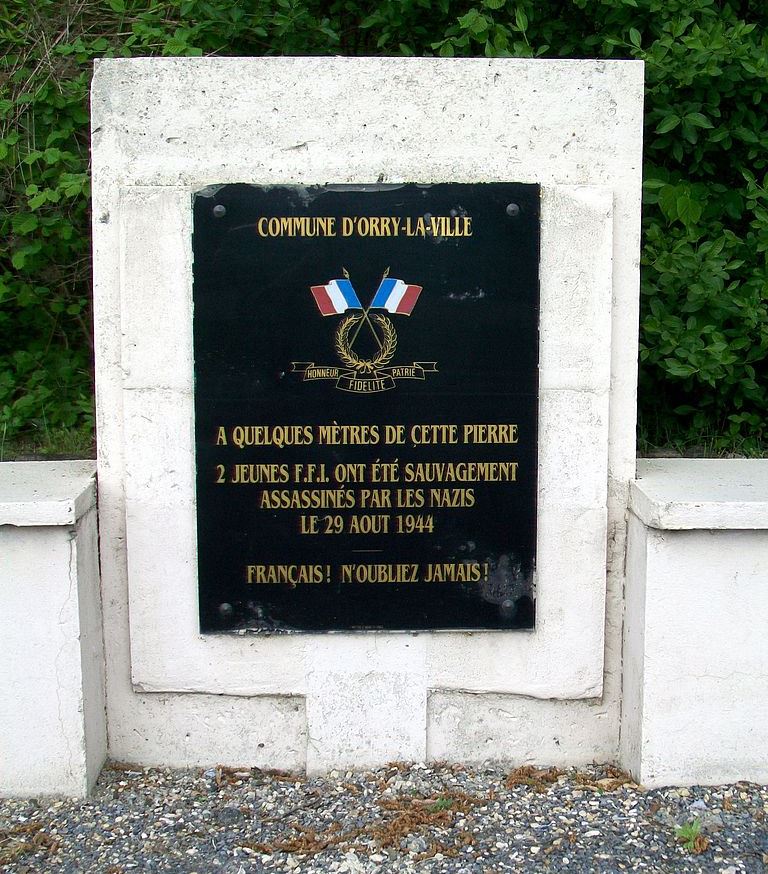 COMMUNE D'ORRY-LA-VILLE
HONNEUR PATRIE
FIDELITE
A QUELQUES MÈTRES DE ÇETTE PIERRE
2 JEUNES F.F.I. ONT ÉTÉ SAUVAGEMENT
ASSASSINÉS PAR LES NAZIS
LE 29 AOUT 1944
FRANÇAIS! N'OUBLIEZ JAMAIS!